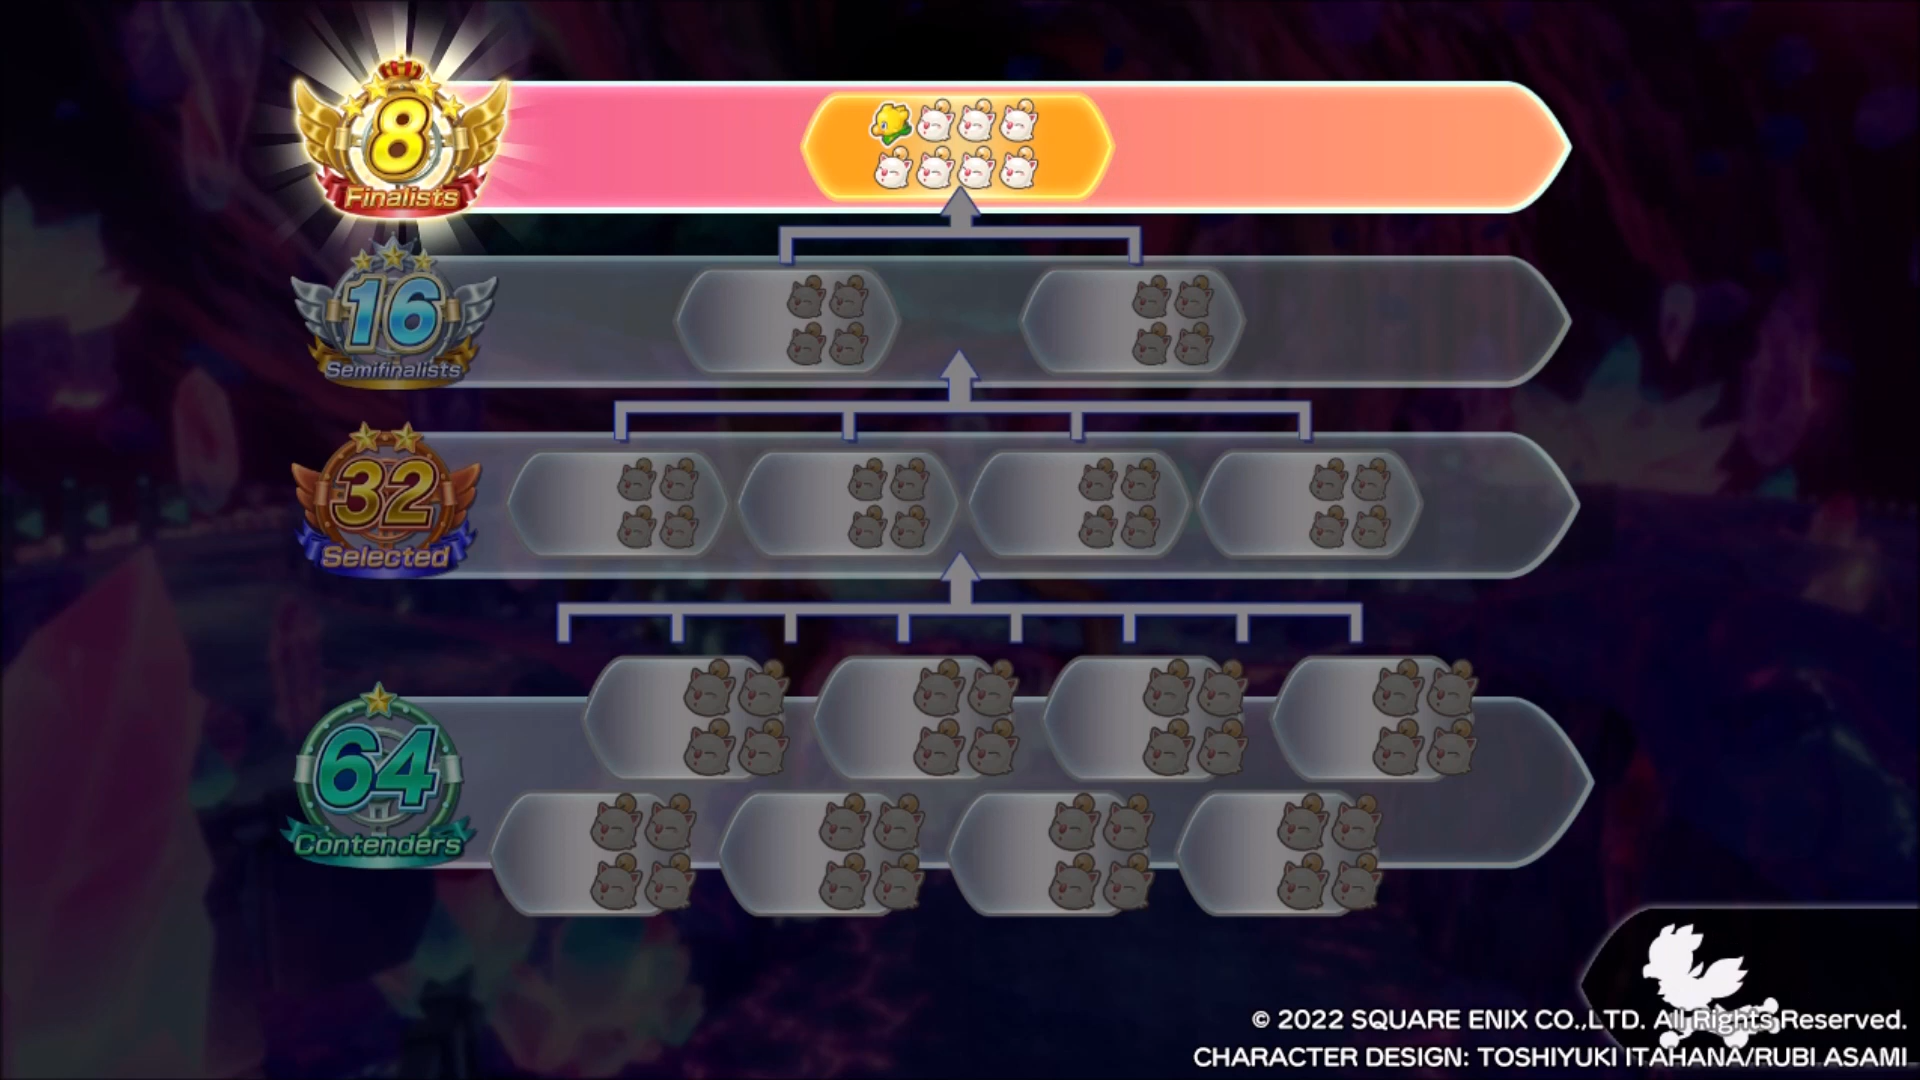 8
Finalists
16
Semifinalists
32
Selected
64
Contenders
© 2022 SQUARE ENIX CO.,LTD. All Rights Reserved.
CHARACTER DESIGN: TOSHIYUKI ITAHANA/RUBI ASAMI